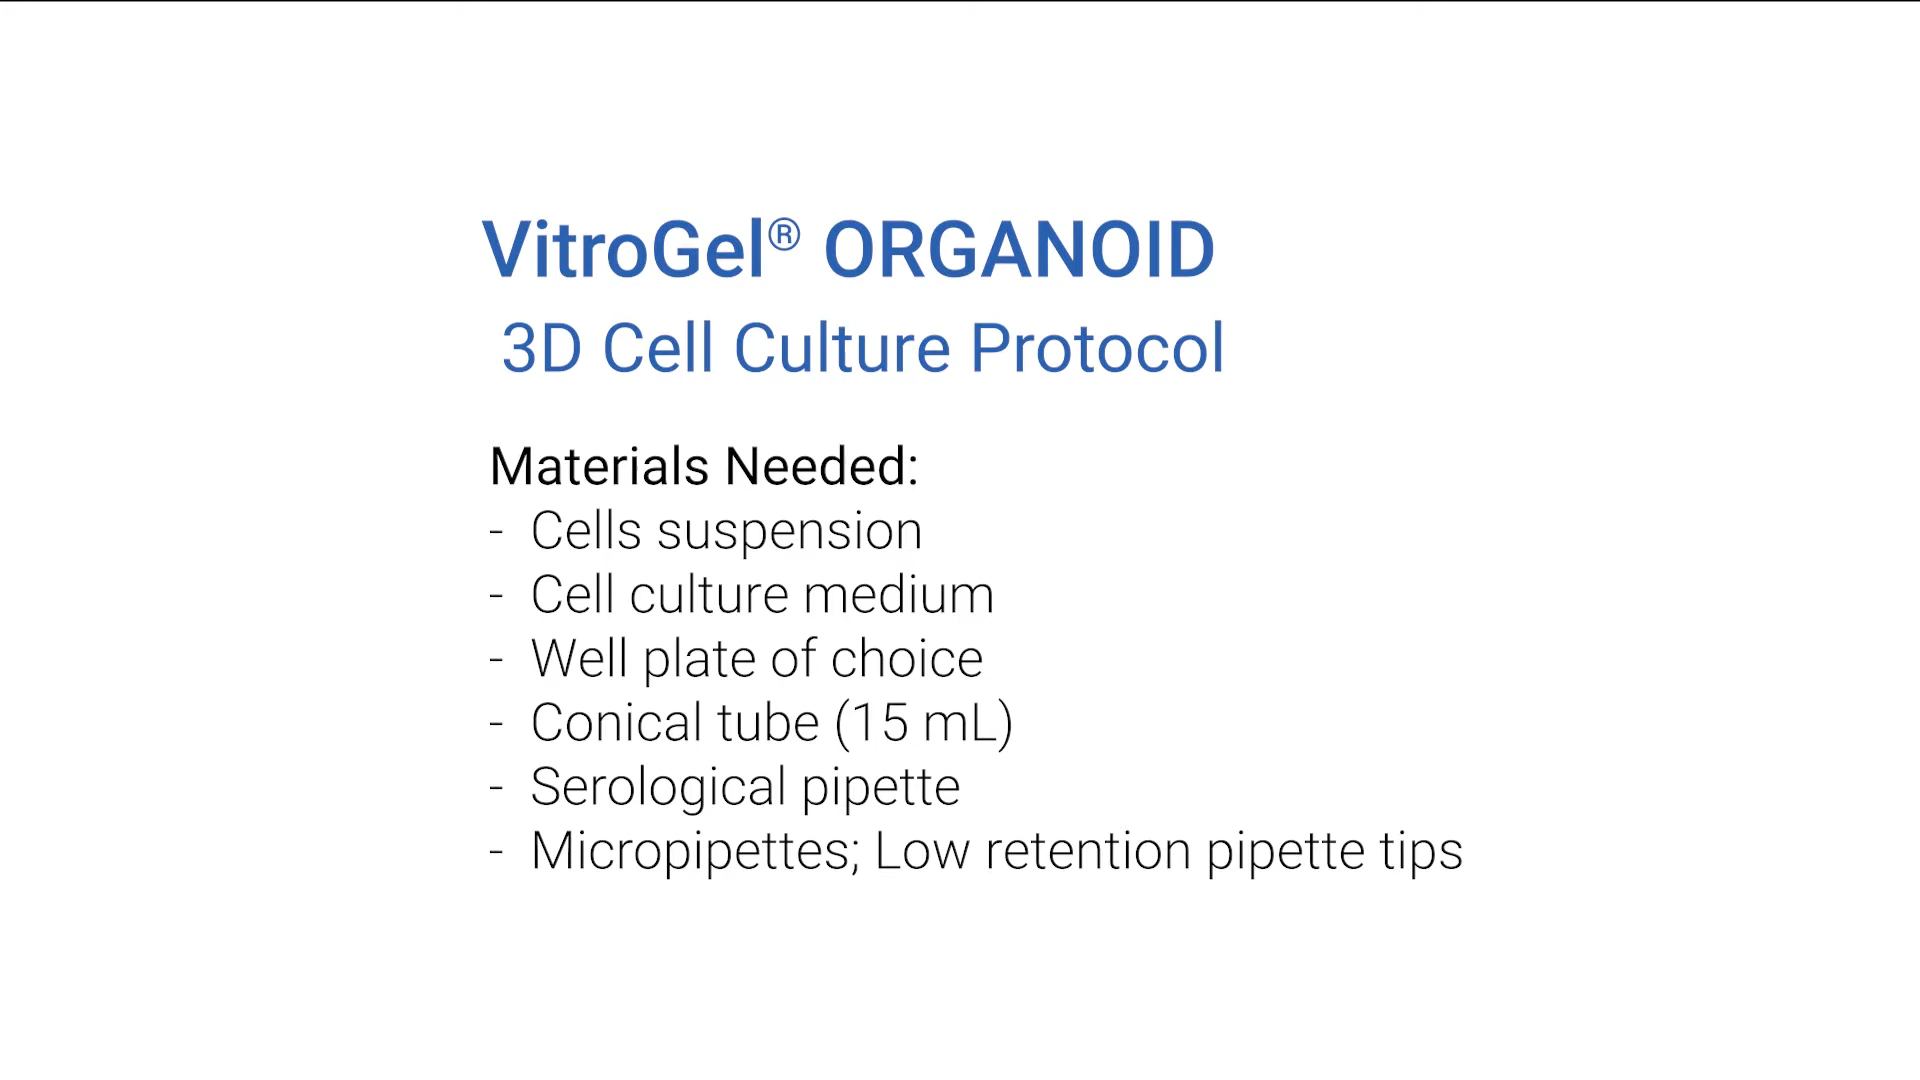 VitroGel® ORGANOID
3D Cell Culture Protocol
Materials Needed:
- Cells suspension
- Cell culture medium
- Well plate of choice
- Conical tube (15 mL)
- Serological pipette
- Micropipettes; Low retention pipette tips